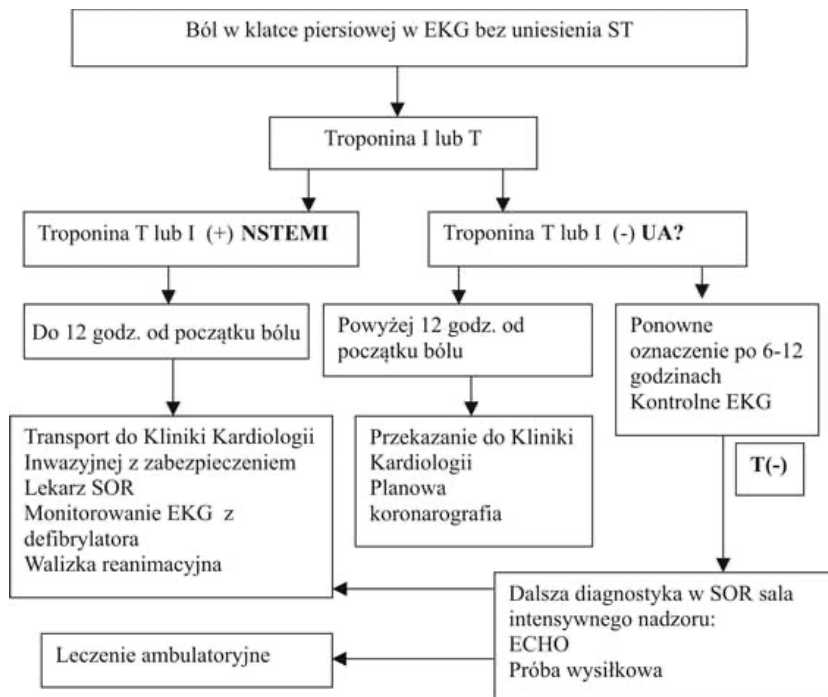 Ból w klatce piersiowej w EKG bez uniesienia ST
Troponina I lub T
Troponina T lub I (+) NSTEMI
Troponina T lub I (-) UA?
Do 12 godz. od początku bólu
Powyżej 12 godz. od
początku bólu
Ponowne
oznaczenie po 6-12
godzinach
Kontrolne EKG
Transport do Kliniki Kardiologii
Inwazyjnej z zabezpieczeniem
Lekarz SOR
Monitorowanie EKG z
defibrylatora
Walizka reanimacyjna
Przekazanie do Kliniki
Kardiologii
Planowa
koronarografia
T(-)
Dalsza diagnostyka w SOR sala
intensywnego nadzoru:
ECHO
Próba wysiłkowa
Leczenie ambulatoryjne